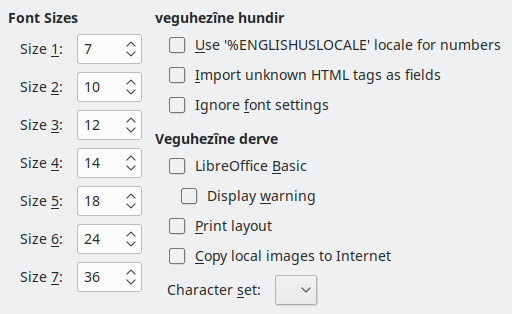 Font Sizes
Size 1: 7
Size 2: 10
Size 3: 12
Size 4: 14
Size 5: 18
Size 6: 24
Size 7: 36
veguhezîne hundir
Use '%ENGLISHUSLOCALE' locale for numbers
Import unknown HTML tags as fields
Ignore font settings
Veguhezîne derve
LibreOffice Basic
Display warning
Print layout
Copy local images to Internet
Character set: